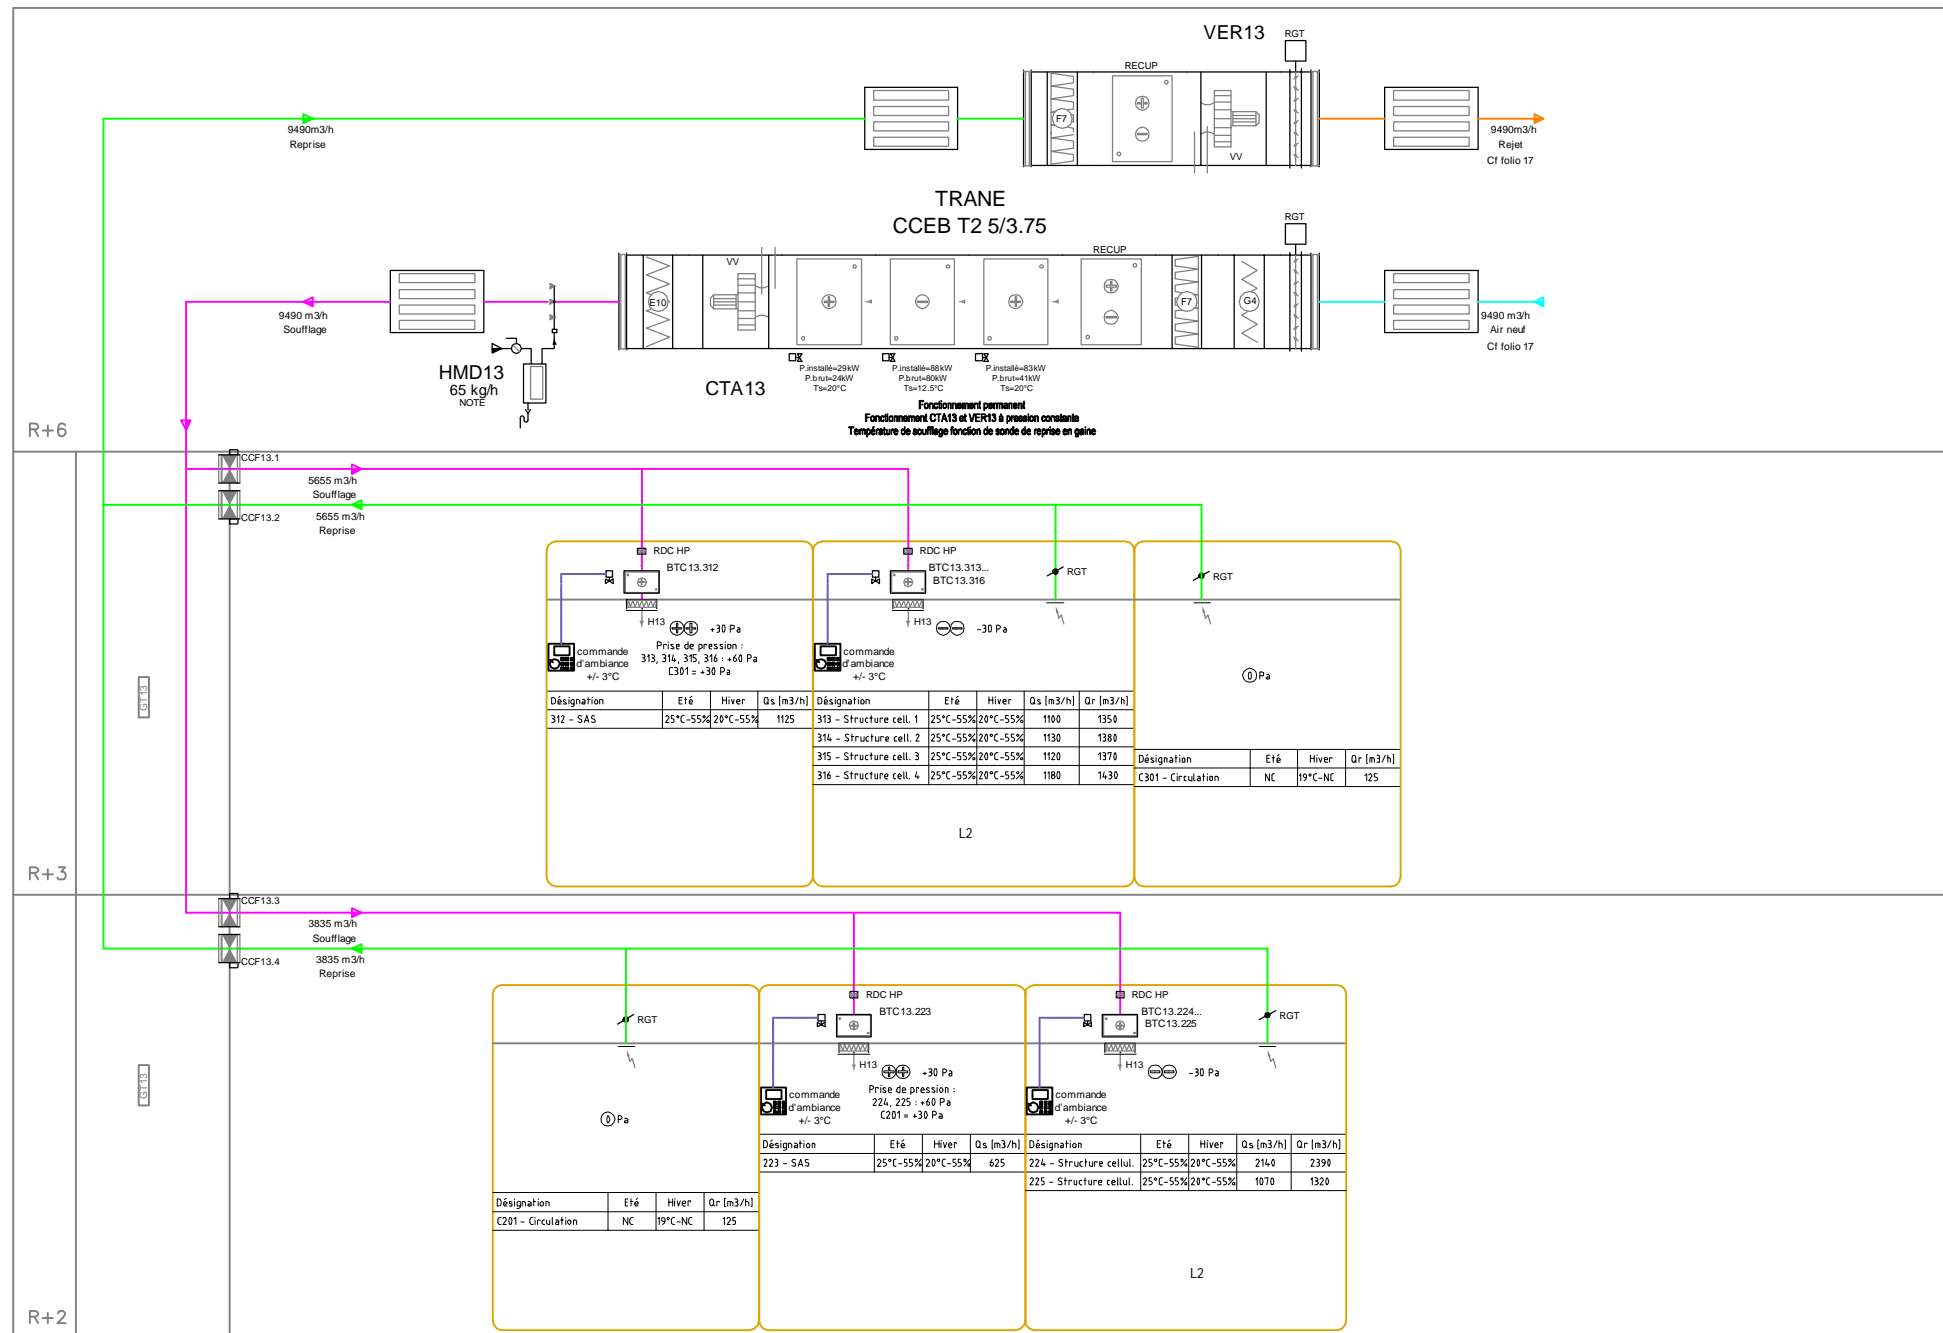 VER13
RGT
RECUP
F7
VV
9490m3/h
Reprise
9490m3/h
Rejet
Cf folio 17
TRANE
CCEB T2 5/3.75
RGT
RECUP
VV
E10
F7
G4
9490 m3/h
Soufflage
9490 m3/h
Air neuf
Cf folio 17
HMD13
65 kg/h
NOTE
CTA13
P.installé=29kW
P.brut=24kW
Ts=20°C
P.installé=88kW
P.brut=80kW
Ts=12.5°C
P.installé=83kW
P.brut=41kW
Ts=20°C
Fonctionnement permanent
Fonctionnement CTA13 et VER13 à pression constante
Température de soufflage fonction de sonde de reprise en gaine
R+6
CCF13.1
5655 m3/h
Soufflage
CCF13.2
5655 m3/h
Reprise
GT13
RDC HP
BTC13.312
H13
+30 Pa
Prise de pression :
313, 314, 315, 316 : +60 Pa
C301 = +30 Pa
commande
d'ambiance
+/- 3°C
Désignation Eté Hiver Qs [m3/h]
312 - SAS 25°C-55% 20°C-55% 1125
RDC HP
BTC13.313...
BTC13.316
RGT
H13
-30 Pa
commande
d'ambiance
+/- 3°C
Désignation Eté Hiver Qs [m3/h] Qr [m3/h]
313 - Structure cell. 1 25°C-55% 20°C-55% 1100 1350
314 - Structure cell. 2 25°C-55% 20°C-55% 1130 1380
315 - Structure cell. 3 25°C-55% 20°C-55% 1120 1370
316 - Structure cell. 4 25°C-55% 20°C-55% 1180 1430
L2
RGT
0 Pa
Désignation Eté Hiver Qr [m3/h]
C301 - Circulation NC 19°C-NC 125
R+3
CCF13.3
3835 m3/h
Soufflage
CCF13.4
3835 m3/h
Reprise
GT13
RGT
0 Pa
Désignation Eté Hiver Qr [m3/h]
C201 - Circulation NC 19°C-NC 125
RDC HP
BTC13.223
H13
+30 Pa
Prise de pression :
224, 225 : +60 Pa
C201 = +30 Pa
commande
d'ambiance
+/- 3°C
Désignation Eté Hiver Qs [m3/h]
223 - SAS 25°C-55% 20°C-55% 625
RDC HP
BTC13.224...
BTC13.225
RGT
H13
-30 Pa
commande
d'ambiance
+/- 3°C
Désignation Eté Hiver Qs [m3/h] Qr [m3/h]
224 - Structure cellul. 25°C-55% 20°C-55% 2140 2390
225 - Structure cellul. 25°C-55% 20°C-55% 1070 1320
L2
R+2